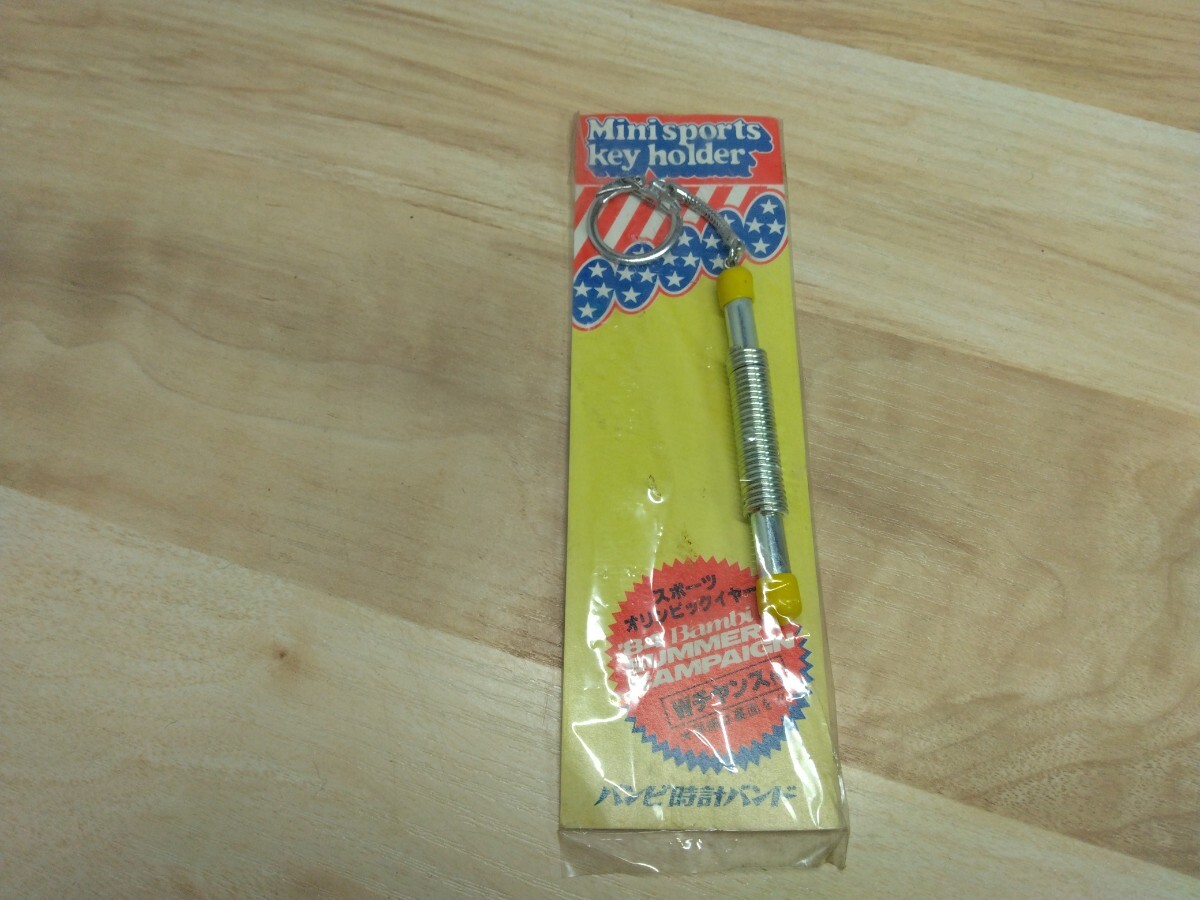 Mini sports
key holder
スポーツ
オリンピックイヤー
Bambi
SUMMER
CAMPAIGN
Wチャンス
バンビ時計バンド